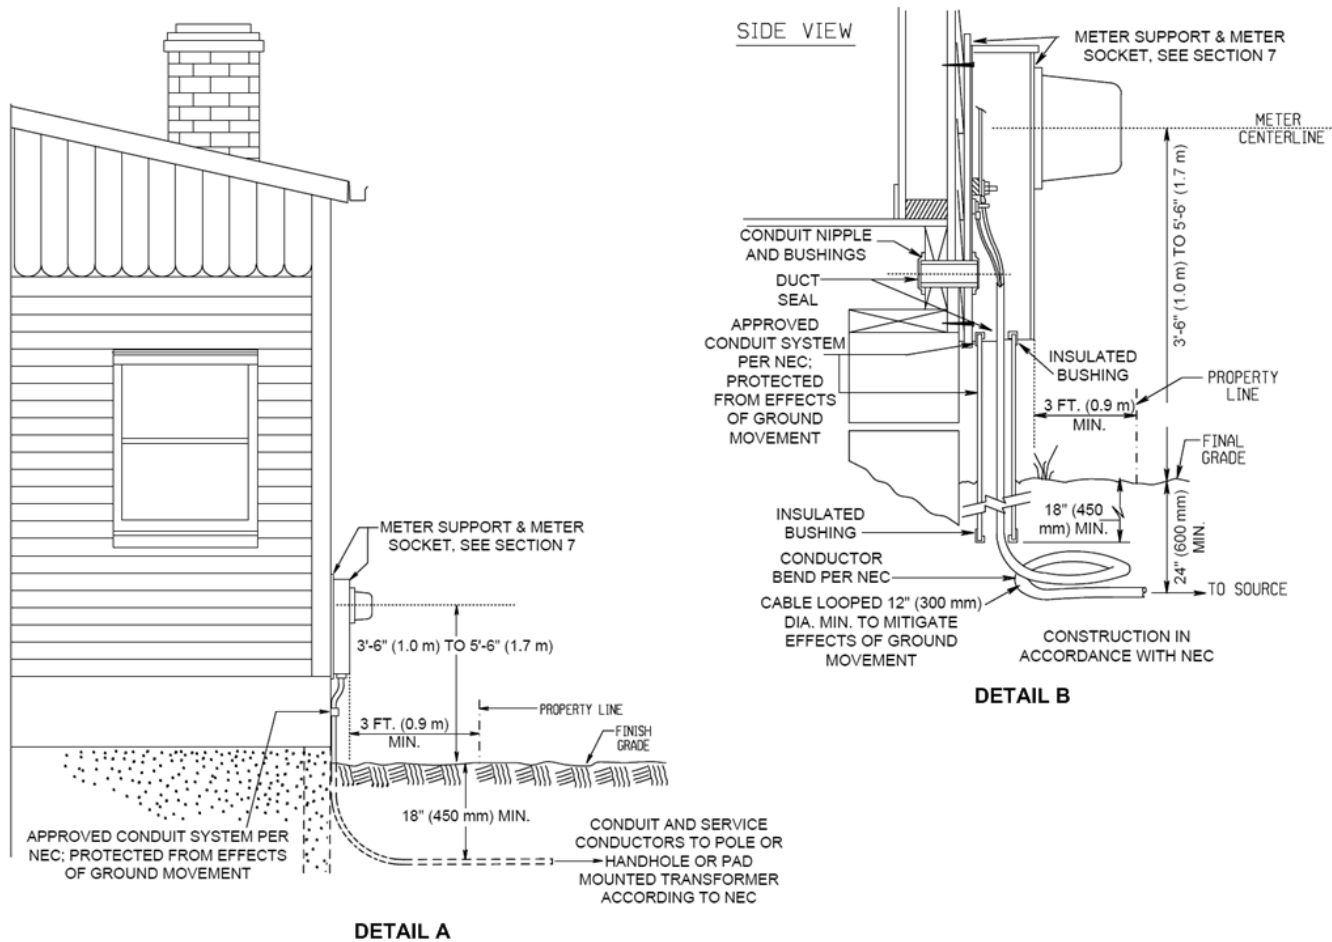 SIDE VIEW
METER SUPPORT & METER
SOCKET, SEE SECTION 7
METER
CENTERLINE
3'-6" (1.0 m) TO 5'-6" (1.7 m)
CONDUIT NIPPLE
AND BUSHINGS
DUCT
SEAL
APPROVED
CONDUIT SYSTEM
PER NEC;
PROTECTED
FROM EFFECTS
OF GROUND
MOVEMENT
INSULATED
BUSHING
PROPERTY
LINE
3 FT. (0.9 m)
MIN.
FINAL
GRADE
18" (450
mm) MIN.
24" (600 mm)
MIN.
INSULATED
BUSHING
CONDUCTOR
BEND PER NEC
TO SOURCE
CABLE LOOPED 12" (300 mm)
DIA. MIN. TO MITIGATE
EFFECTS OF GROUND
MOVEMENT
CONSTRUCTION IN
ACCORDANCE WITH NEC
DETAIL B
METER SUPPORT & METER
SOCKET, SEE SECTION 7
3'-6" (1.0 m) TO 5'-6" (1.7 m)
PROPERTY LINE
3 FT. (0.9 m)
MIN.
FINISH
GRADE
18" (450 mm) MIN.
APPROVED CONDUIT SYSTEM PER
NEC; PROTECTED FROM EFFECTS
OF GROUND MOVEMENT
CONDUIT AND SERVICE
CONDUCTORS TO POLE OR
HANDHOLE OR PAD
MOUNTED TRANSFORMER
ACCORDING TO NEC
DETAIL A